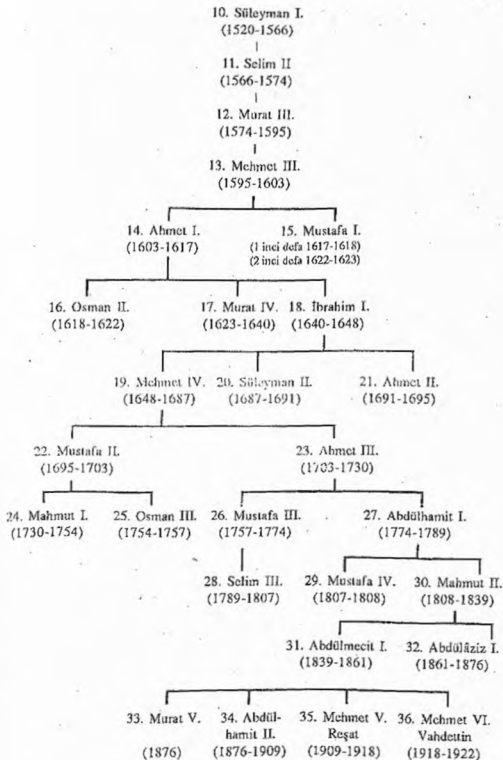 10. Süleyman I.
(1520-1566)
11. Selim II
(1566-1574)
12. Murat III.
(1574-1595)
13. Mehmet III.
(1595-1603)
14. Ahmet I.
(1603-1617)
15. Mustafa I.
(1 inci defa 1617-1618)
(2 inci defa 1622-1623)
16. Osman II.
(1618-1622)
17. Murat IV.
(1623-1640)
18. İbrahim I.
(1640-1648)
19. Mehmet IV.
(1648-1687)
20. Süleyman II.
(1687-1691)
21. Ahmet II.
(1691-1695)
22. Mustafa II.
(1695-1703)
23. Ahmet III.
(1703-1730)
24. Mahmut I.
(1730-1754)
25. Osman III.
(1754-1757)
26. Mustafa III.
(1757-1774)
27. Abdülhamit I.
(1774-1789)
28. Selim III.
(1789-1807)
29. Mustafa IV.
(1807-1808)
30. Mahmut II.
(1808-1839)
31. Abdülmecit I.
(1839-1861)
32. Abdülâziz I.
(1861-1876)
33. Murat V.
(1876)
34. Abdül-
hamit II.
(1876-1909)
35. Mehmet V.
Reşat
(1909-1918)
36. Mehmet VI.
Vahdettin
(1918-1922)